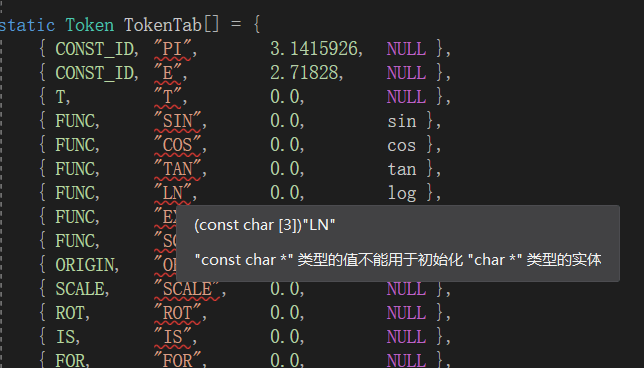 static Token TokenTab[] = {
{ CONST_ID, "PI", 3.1415926, NULL },
{ CONST_ID, "E", 2.71828, NULL },
{ T, "T", 0.0, NULL },
{ FUNC, "SIN", 0.0, sin },
{ FUNC, "COS", 0.0, cos },
{ FUNC, "TAN", 0.0, tan },
{ FUNC, "LN", 0.0, log },
{ FUNC,
(const char [3])"LN"
{ FUNC,
"const char *" 类型的值不能用于初始化 "char *" 类型的实体
{ ORIGIN,
{ SCALE, "SCALE", 0.0, NULL },
{ ROT, "ROT", 0.0, NULL },
{ IS, "IS", 0.0, NULL },
{ FOR, "FOR", 0.0, NULL },